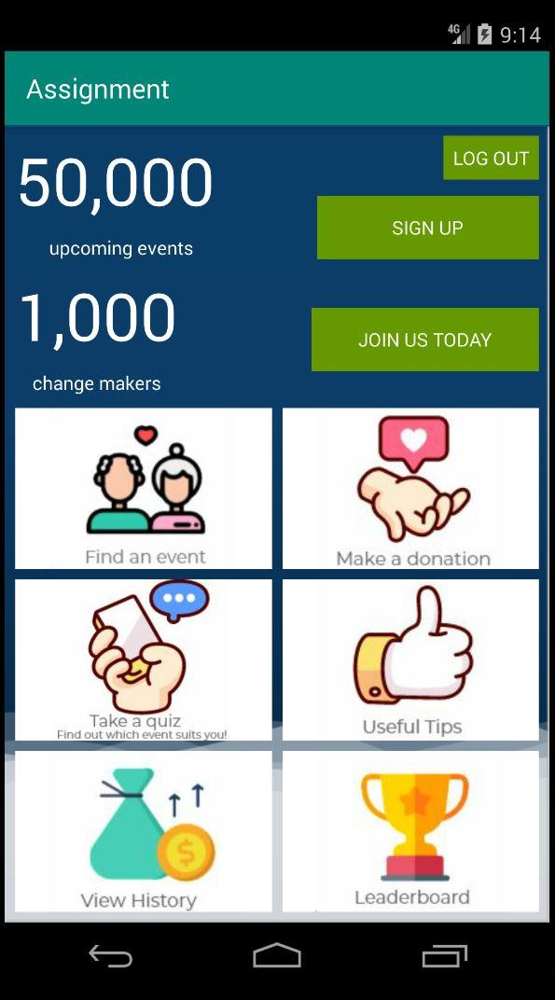 4G 9:14
Assignment
LOG OUT
50,000
SIGN UP
upcoming events
1,000
JOIN US TODAY
change makers
Find an event
Make a donation
Take a quiz
Find out which event suits you!
Useful Tips
$
View History
Leaderboard